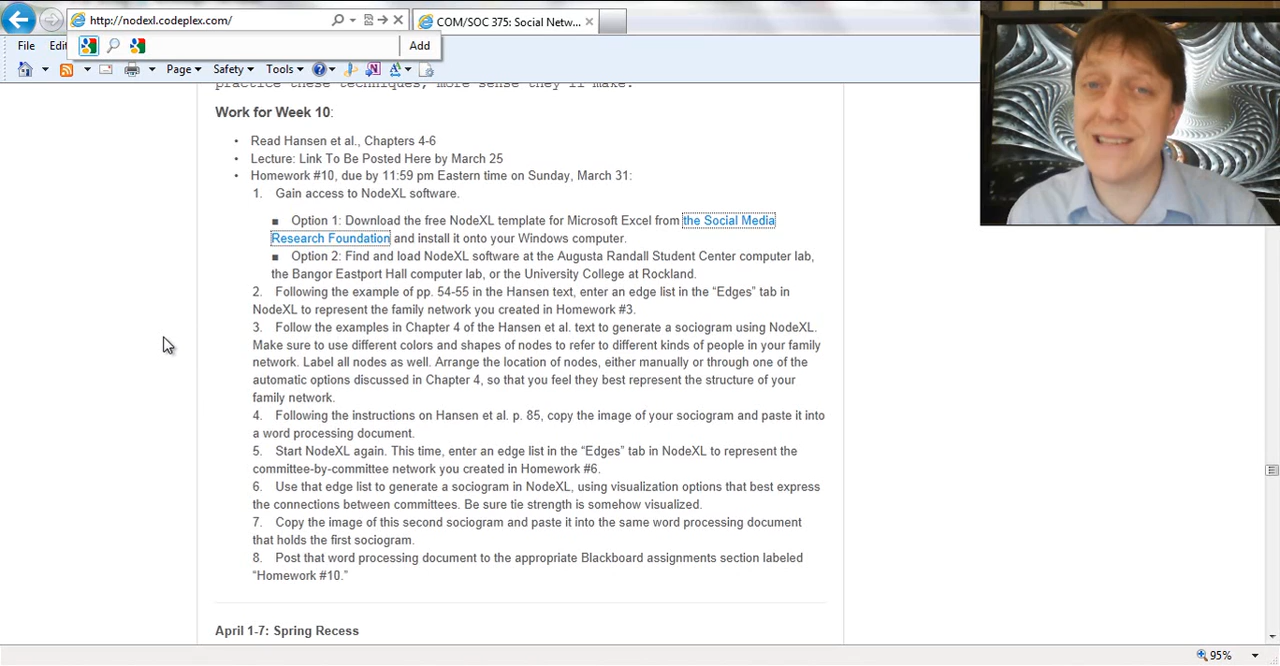 http://nodexl.codeplex.com/
COM/SOC 375: Social Netw...
File
Edi
Add
Page
Safety
Tools
practice these techniques, more sense they'll make.
Work for Week 10:
• Read Hansen et al., Chapters 4-6
• Lecture: Link To Be Posted Here by March 25
• Homework #10, due by 11:59 pm Eastern time on Sunday, March 31:
1. Gain access to NodeXL software.
■ Option 1: Download the free NodeXL template for Microsoft Excel from the Social Media
Research Foundation and install it onto your Windows computer.
■ Option 2: Find and load NodeXL software at the Augusta Randall Student Center computer lab,
the Bangor Eastport Hall computer lab, or the University College at Rockland.
2. Following the example of pp. 54-55 in the Hansen text, enter an edge list in the “Edges” tab in
NodeXL to represent the family network you created in Homework #3.
3. Follow the examples in Chapter 4 of the Hansen et al. text to generate a sociogram using NodeXL.
Make sure to use different colors and shapes of nodes to refer to different kinds of people in your family
network. Label all nodes as well. Arrange the location of nodes, either manually or through one of the
automatic options discussed in Chapter 4, so that you feel they best represent the structure of your
family network.
4. Following the instructions on Hansen et al. p. 85, copy the image of your sociogram and paste it into
a word processing document.
5. Start NodeXL again. This time, enter an edge list in the “Edges” tab in NodeXL to represent the
committee-by-committee network you created in Homework #6.
6. Use that edge list to generate a sociogram in NodeXL, using visualization options that best express
the connections between committees. Be sure tie strength is somehow visualized.
7. Copy the image of this second sociogram and paste it into the same word processing document
that holds the first sociogram.
8. Post that word processing document to the appropriate Blackboard assignments section labeled
“Homework #10.”
April 1-7: Spring Recess
95%